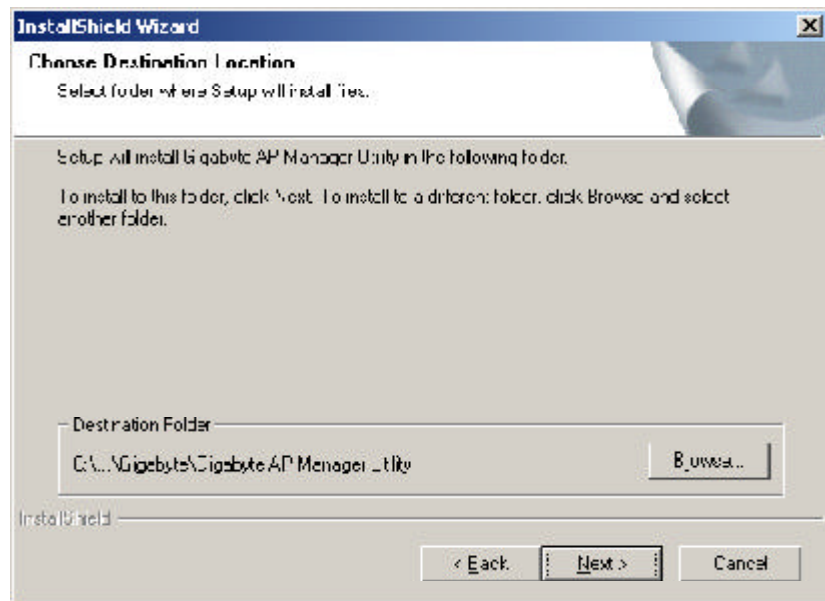 InstallShield Wizard
Choose Destination Location
Select folder where Setup will install files.
Setup will install Gigabyte AP Manager Utility in the following folder.
To install to this folder, click Next. To install to a different folder, click Browse and select
another folder.
Destination Folder
C:\...\Gigabyte\Gigabyte AP Manager Utility
Browse...
InstallShield
< Back
Next >
Cancel